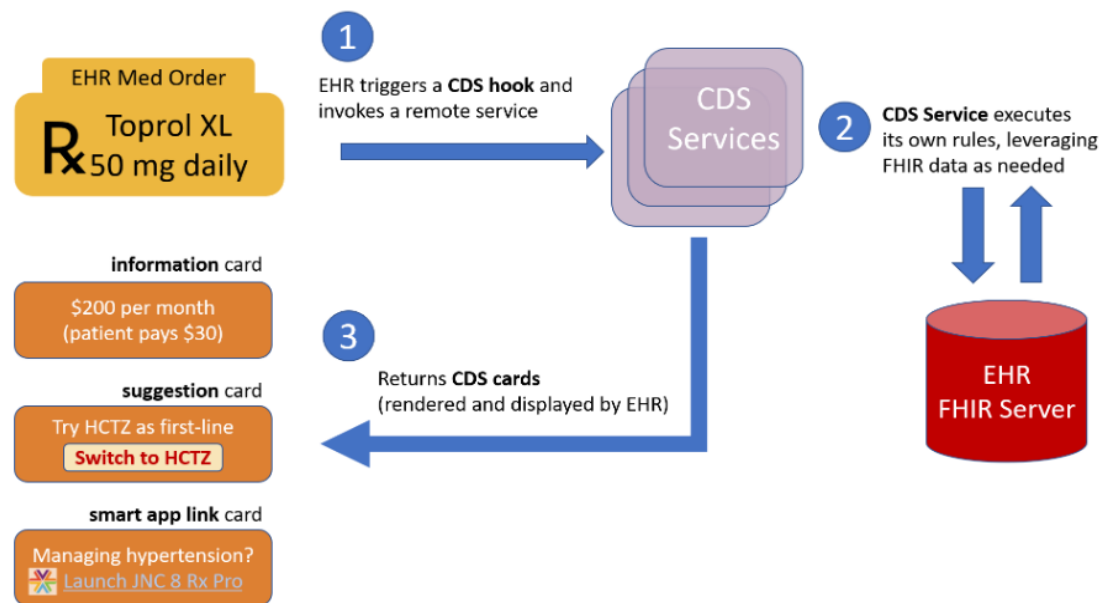 EHR Med Order
Rx Toprol XL
50 mg daily
1
EHR triggers a CDS hook and
invokes a remote service
CDS
Services
2
CDS Service executes
its own rules, leveraging
FHIR data as needed
EHR
FHIR Server
3
Returns CDS cards
(rendered and displayed by EHR)
information card
$200 per month
(patient pays $30)
suggestion card
Try HCTZ as first-line
Switch to HCTZ
smart app link card
Managing hypertension?
Launch JNC 8 Rx Pro